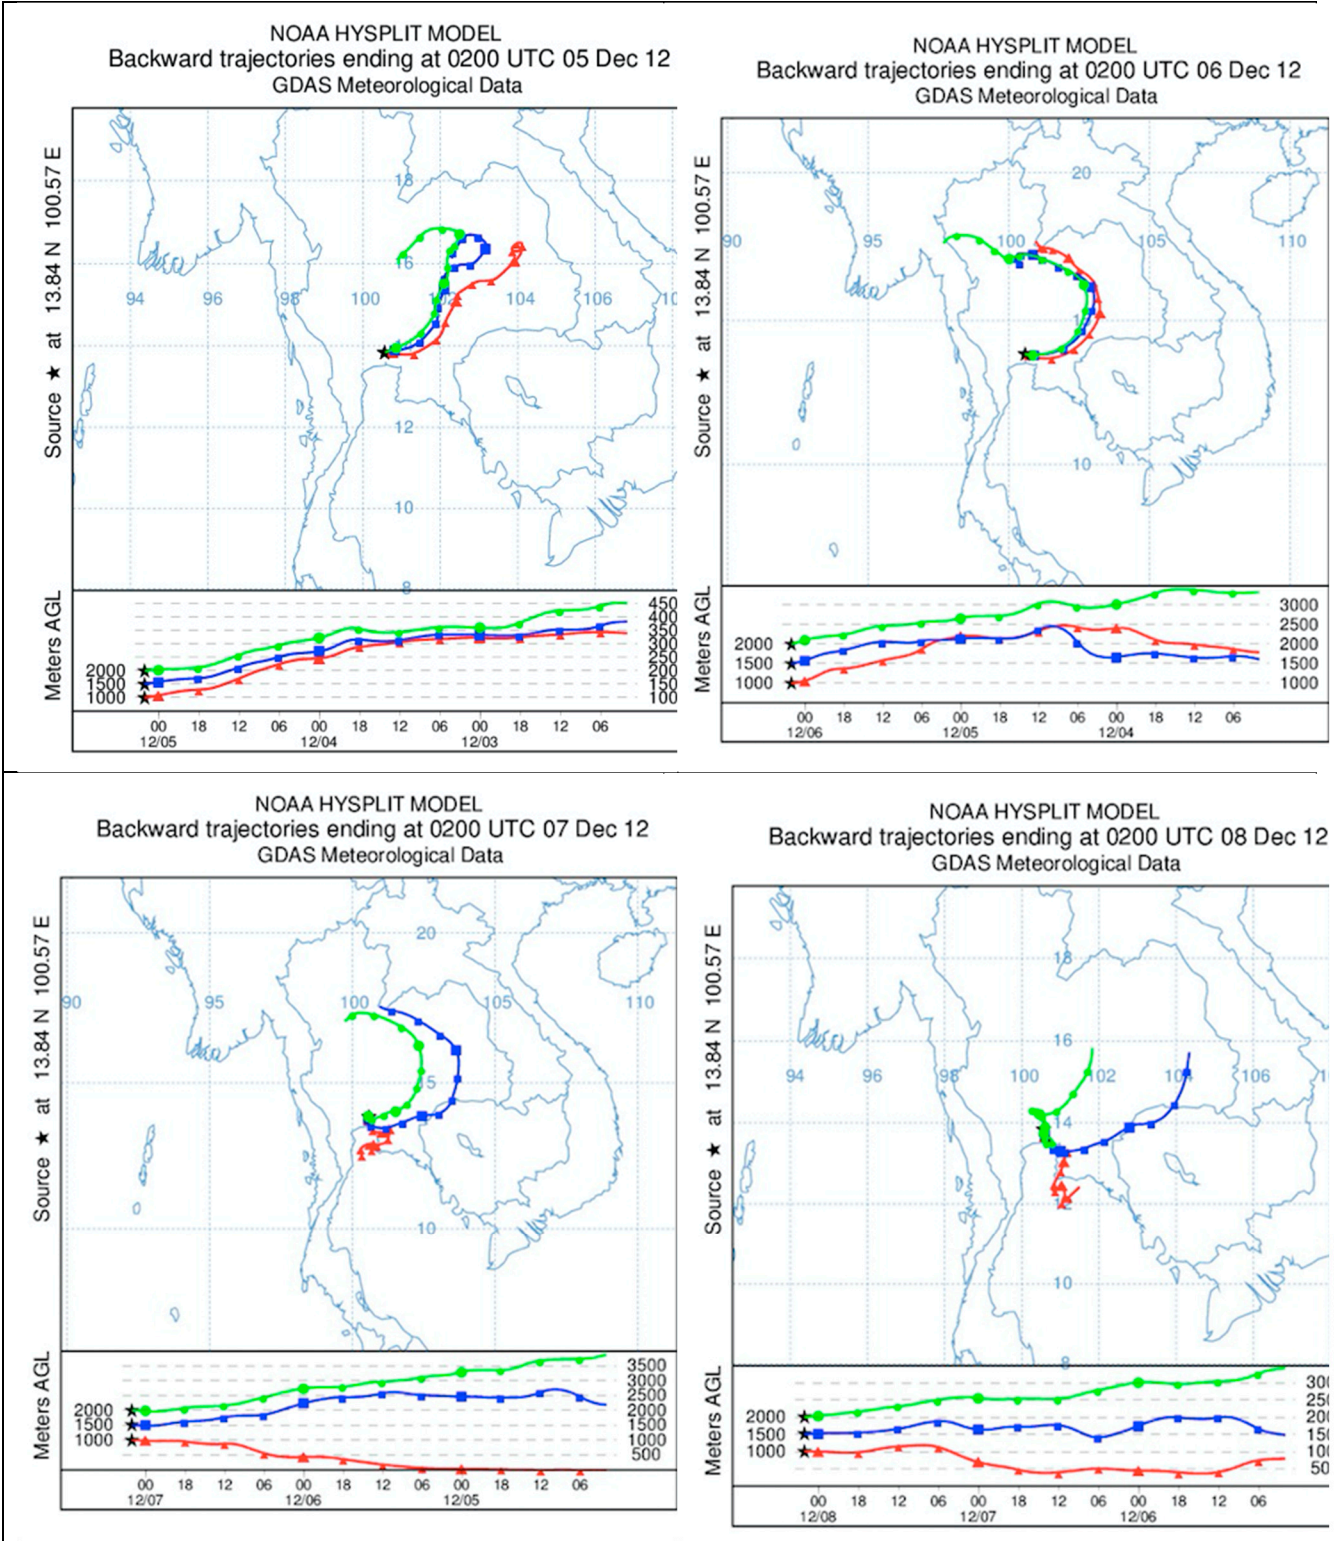 NOAA HYSPLIT MODEL
Backward trajectories ending at 0200 UTC 05 Dec 12
GDAS Meteorological Data
Source ★ at 13.84 N 100.57 E
18
16
94 96 98 100 104 106 10
12
10
8
Meters AGL
450
400
350
300
250
2000 200
1500 150
1000 100
00 18 12 06 00 18 12 06 00 18 12 06
12/05 12/04 12/03
NOAA HYSPLIT MODEL
Backward trajectories ending at 0200 UTC 06 Dec 12
GDAS Meteorological Data
Source ★ at 13.84 N 100.57 E
20
90 95 100 105 110
10
Meters AGL
3000
2500
2000 2000
1500 1500
1000 1000
00 18 12 06 00 18 12 06 00 18 12 06
12/06 12/05 12/04
NOAA HYSPLIT MODEL
Backward trajectories ending at 0200 UTC 07 Dec 12
GDAS Meteorological Data
Source ★ at 13.84 N 100.57 E
20
90 95 100 105 110
5
10
Meters AGL
3500
3000
2500
2000 2000
1500 1500
1000 1000
500
00 18 12 06 00 18 12 06 00 18 12 06
12/07 12/06 12/05
NOAA HYSPLIT MODEL
Backward trajectories ending at 0200 UTC 08 Dec 12
GDAS Meteorological Data
Source ★ at 13.84 N 100.57 E
18
16
94 96 98 100 102 104 106
14
12
10
8
Meters AGL
300
250
2000 200
1500 150
1000 100
50
00 18 12 06 00 18 12 06 00 18 12 06
12/08 12/07 12/06